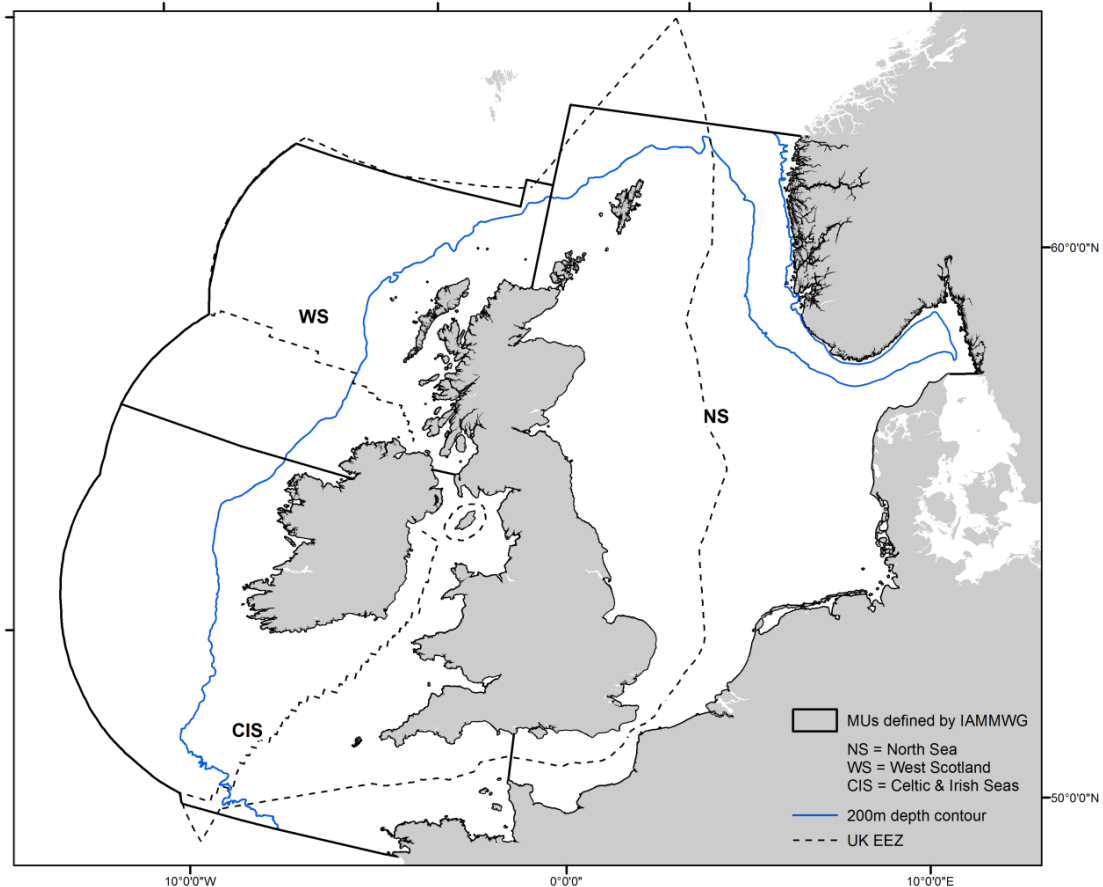 WS
NS
CIS
60°0'0"N
50°0'0"N
MUs defined by IAMMWG
NS = North Sea
WS = West Scotland
CIS = Celtic & Irish Seas
200m depth contour
UK EEZ
10°0'0"W
0°0'0"
10°0'0"E